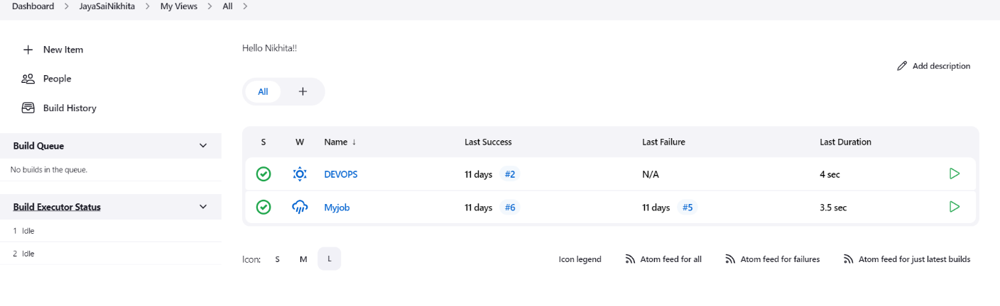 Dashboard > JayaSaiNikhita > My Views > All >
New Item
People
Build History
Build Queue
No builds in the queue.
Build Executor Status
1 Idle
2 Idle
Hello Nikhita!!
Add description
All +
S W Name ↓ Last Success Last Failure Last Duration
DEVOPS 11 days #2 N/A 4 sec
Myjob 11 days #6 11 days #5 3.5 sec
Icon: S M L Icon legend Atom feed for all Atom feed for failures Atom feed for just latest builds